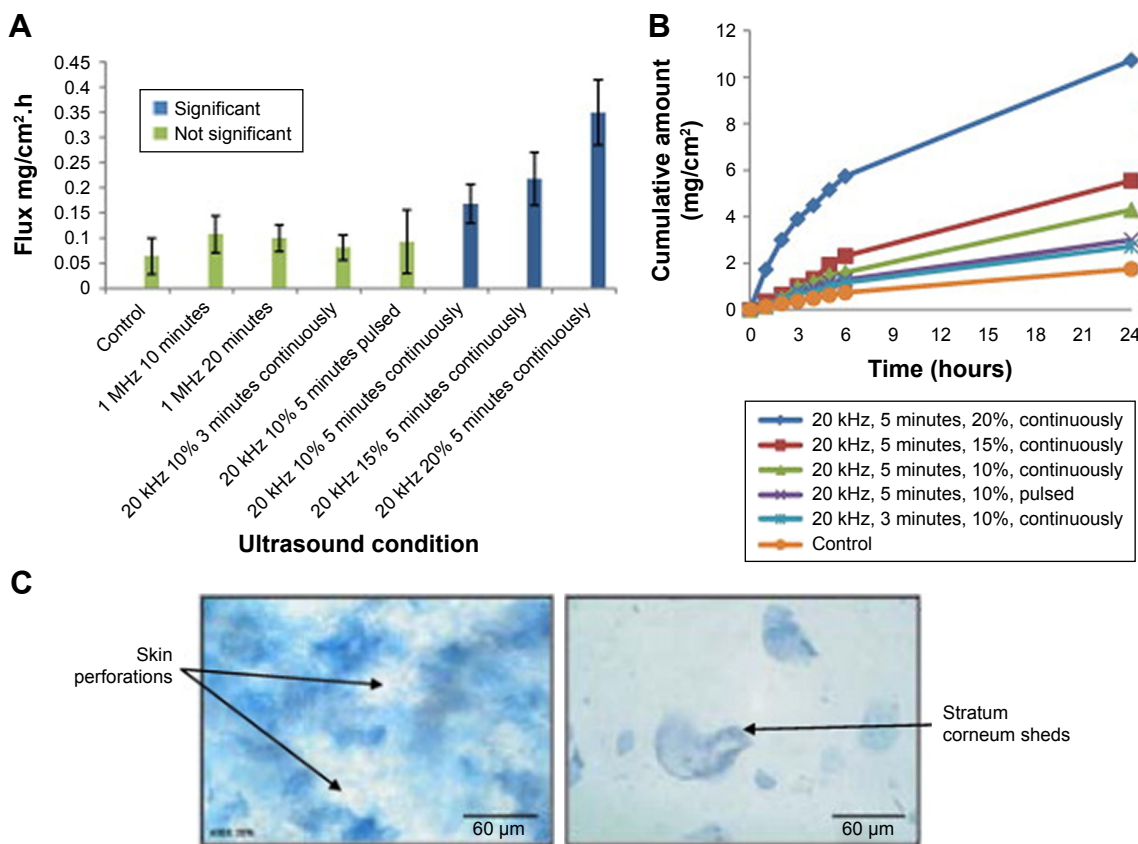 A
Flux mg/cm².h
0.45
0.4
0.35
0.3
0.25
0.2
0.15
0.1
0.05
0
Significant
Not significant
Control
1 MHz 10 minutes
1 MHz 20 minutes
20 kHz 10% 3 minutes continuously
20 kHz 10% 5 minutes pulsed
20 kHz 10% 5 minutes continuously
20 kHz 15% 5 minutes continuously
20 kHz 20% 5 minutes continuously
Ultrasound condition
B
Cumulative amount
(mg/cm²)
12
10
8
6
4
2
0
0 3 6 9 12 15 18 21 24
Time (hours)
20 kHz, 5 minutes, 20%, continuously
20 kHz, 5 minutes, 15%, continuously
20 kHz, 5 minutes, 10%, continuously
20 kHz, 5 minutes, 10%, pulsed
20 kHz, 3 minutes, 10%, continuously
Control
C
Skin
perforations
60 µm
Stratum
corneum sheds
60 µm